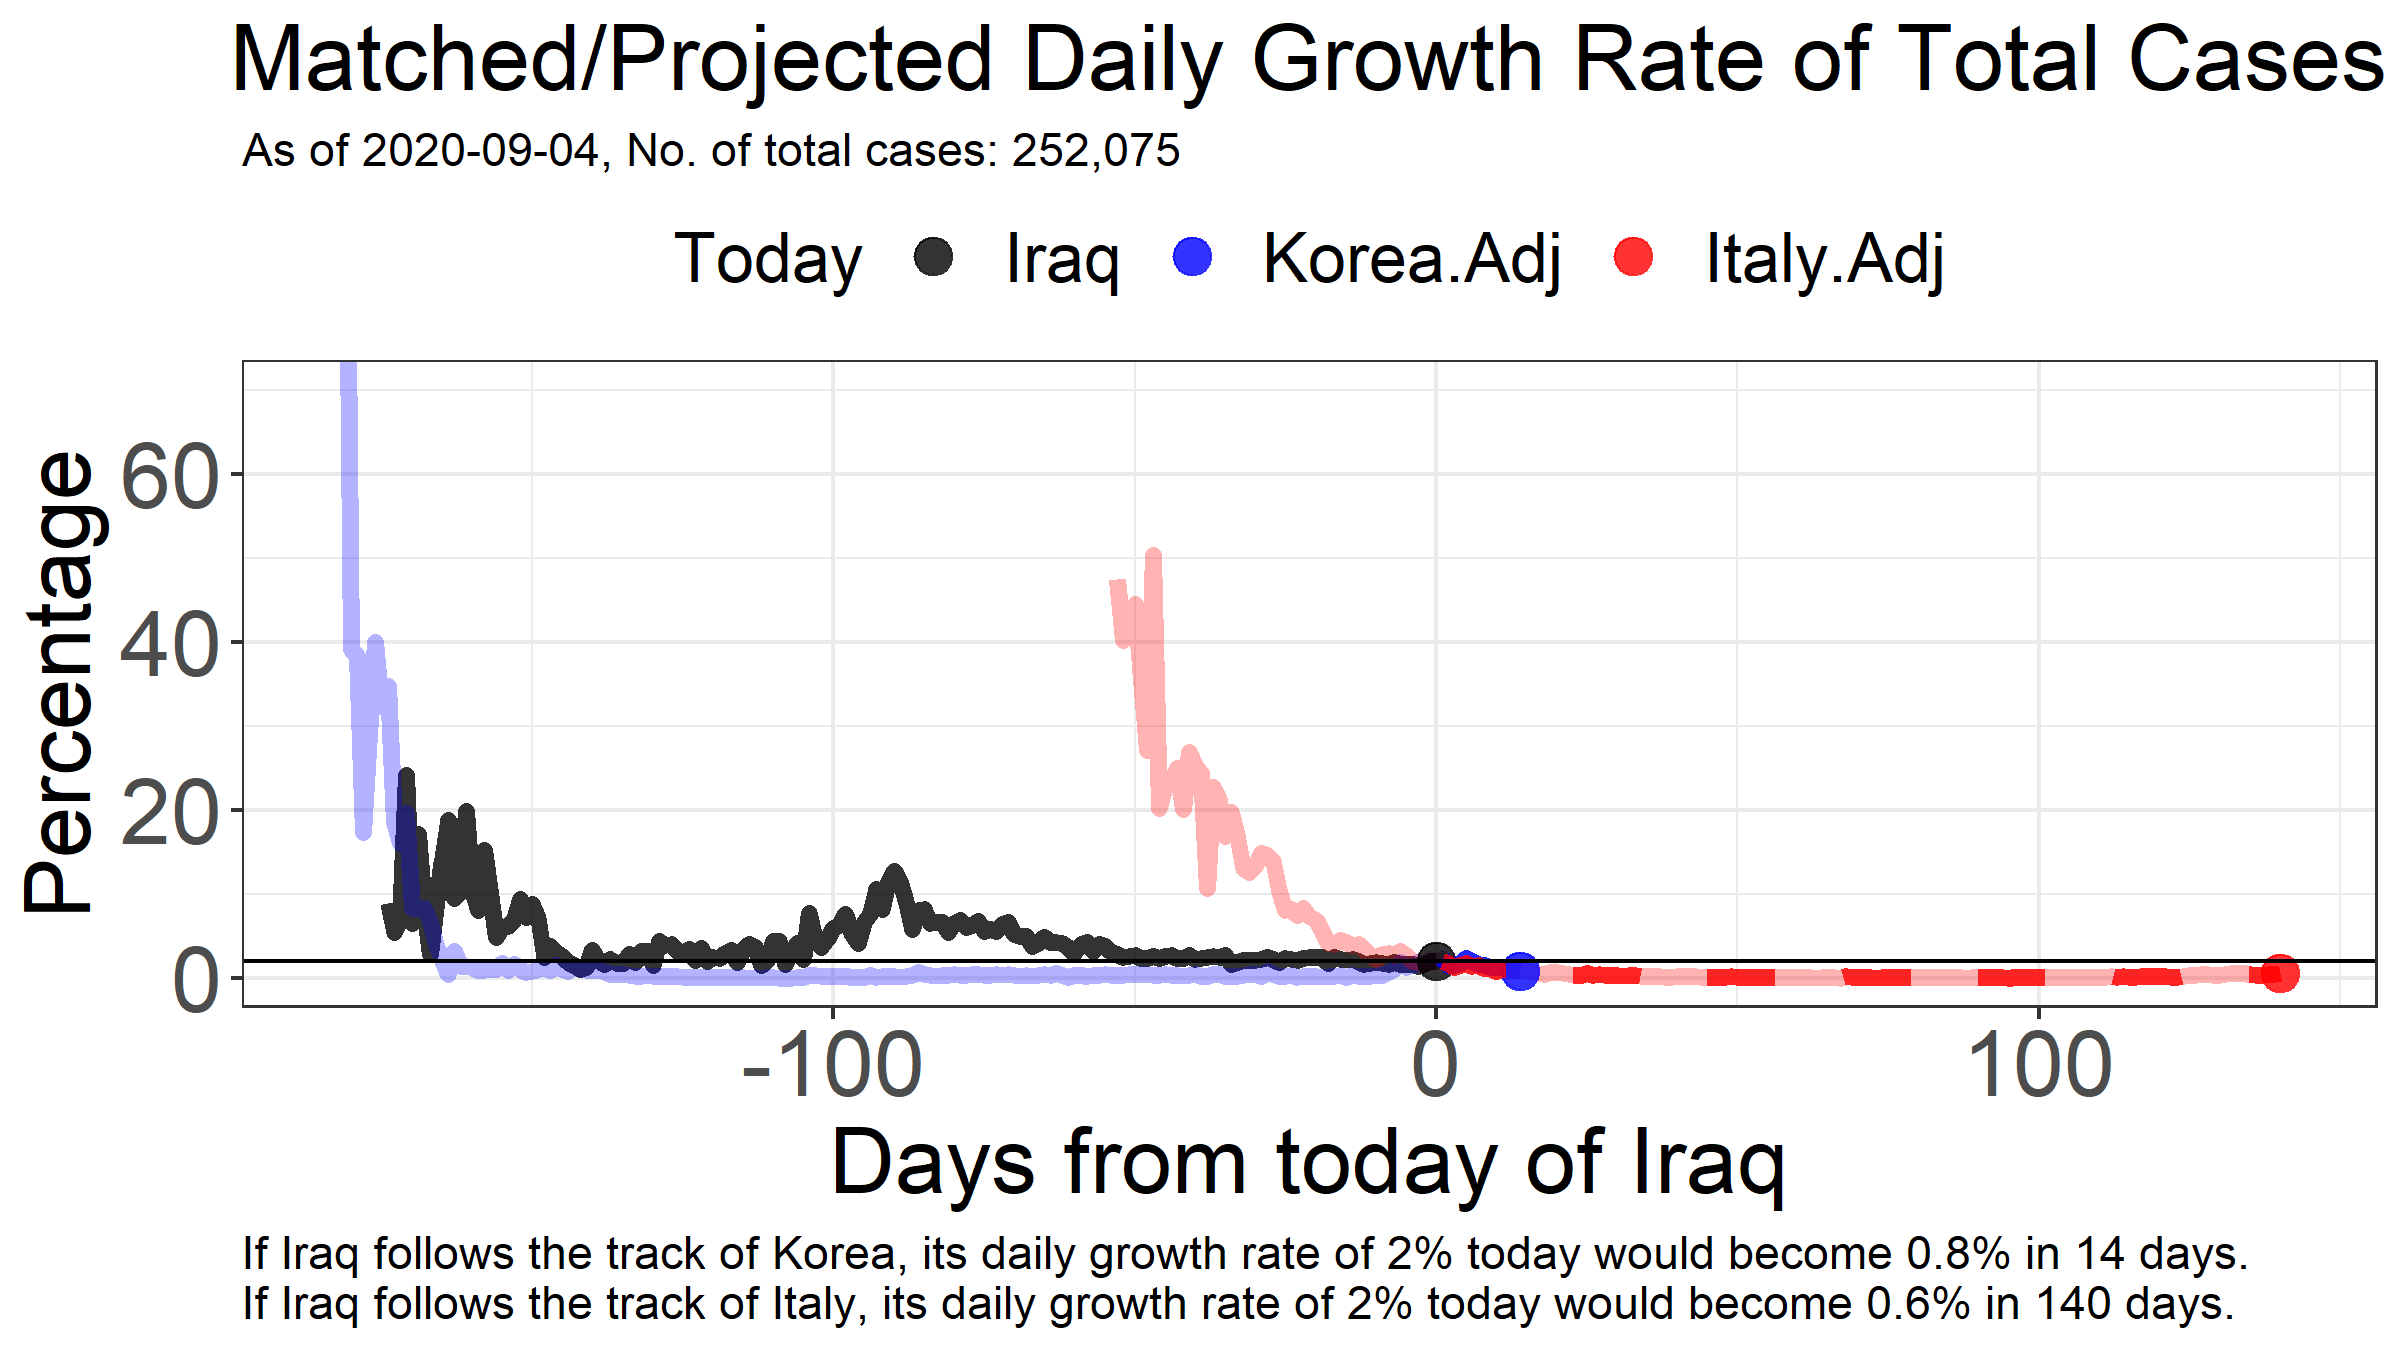 Matched/Projected Daily Growth Rate of Total Cases
As of 2020-09-04, No. of total cases: 252,075
Today Iraq Korea.Adj Italy.Adj
Percentage
60
40
20
0
-100 0 100
Days from today of Iraq
If Iraq follows the track of Korea, its daily growth rate of 2% today would become 0.8% in 14 days.
If Iraq follows the track of Italy, its daily growth rate of 2% today would become 0.6% in 140 days.